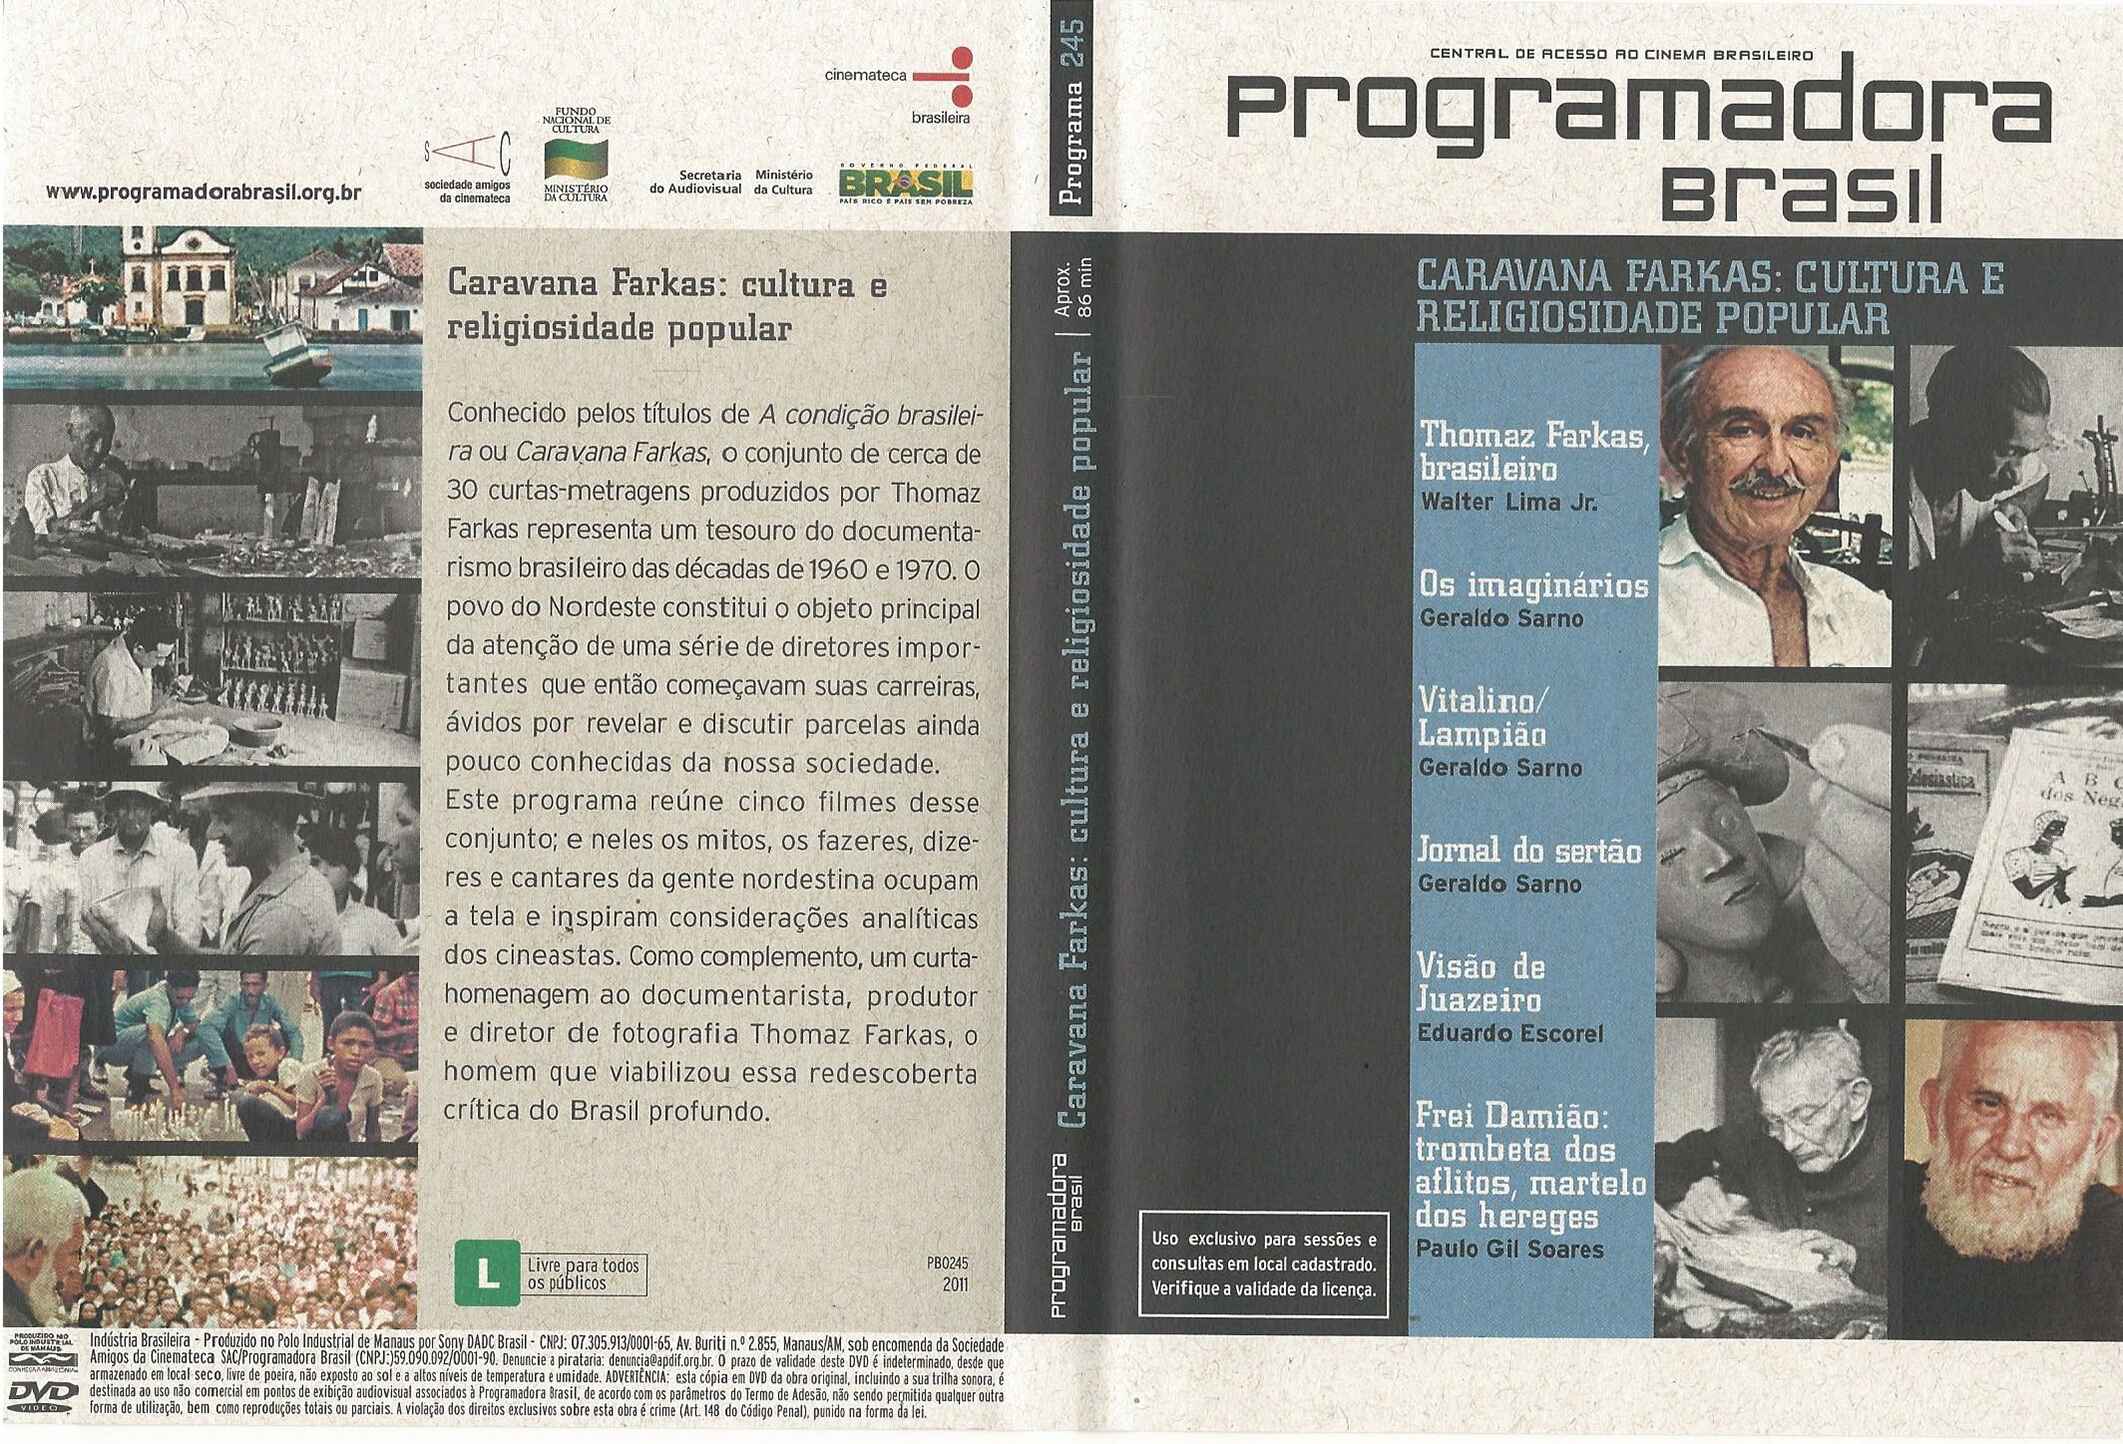 cinemateca
brasileira
FUNDO
NACIONAL DE
CULTURA
MINISTÉRIO
DA CULTURA
S A C
sociedade amigos
da cinemateca
Secretaria
do Audiovisual
Ministério
da Cultura
GOVERNO FEDERAL
BRASIL
PAÍS RICO É PAÍS SEM POBREZA
www.programadorabrasil.org.br
Caravana Farkas: cultura e
religiosidade popular
Conhecido pelos títulos de A condição brasilei-
ra ou Caravana Farkas, o conjunto de cerca de
30 curtas-metragens produzidos por Thomaz
Farkas representa um tesouro do documenta-
rismo brasileiro das décadas de 1960 e 1970. O
povo do Nordeste constitui o objeto principal
da atenção de uma série de diretores impor-
tantes que então começavam suas carreiras,
ávidos por revelar e discutir parcelas ainda
pouco conhecidas da nossa sociedade.
Este programa reúne cinco filmes desse
conjunto; e neles os mitos, os fazeres, dize-
res e cantares da gente nordestina ocupam
a tela e inspiram considerações analíticas
dos cineastas. Como complemento, um curta-
homenagem ao documentarista, produtor
e diretor de fotografia Thomaz Farkas, o
homem que viabilizou essa redescoberta
crítica do Brasil profundo.
L
Livre para todos
os públicos
PB0245
2011
PRODUZIDO NO
POLO INDUSTRIAL
DE MANAUS
CONHEÇA A AMAZÔNIA
DVD
VIDEO
Indústria Brasileira - Produzido no Polo Industrial de Manaus por Sony DADC Brasil - CNPJ: 07.305.913/0001-65, Av. Buriti n.º 2.855, Manaus/AM, sob encomenda da Sociedade
Amigos da Cinemateca SAC/Programadora Brasil (CNPJ:)59.090.092/0001-90. Denuncie a pirataria: denuncia@apdif.org.br. O prazo de validade deste DVD é indeterminado, desde que
armazenado em local seco, livre de poeira, não exposto ao sol e a altos níveis de temperatura e umidade. ADVERTÊNCIA: esta cópia em DVD da obra original, incluindo a sua trilha sonora, é
destinada ao uso não comercial em pontos de exibição audiovisual associados à Programadora Brasil, de acordo com os parâmetros do Termo de Adesão, não sendo permitida qualquer outra
forma de utilização, bem como reproduções totais ou parciais. A violação dos direitos exclusivos sobre esta obra é crime (Art. 148 do Código Penal), punido na forma da lei.
Programa 245
Aprox.
86 min
Caravana Farkas: cultura e religiosidade popular
Programadora
Brasil
CENTRAL DE ACESSO AO CINEMA BRASILEIRO
Programadora
Brasil
CARAVANA FARKAS: CULTURA E
RELIGIOSIDADE POPULAR
Thomaz Farkas,
brasileiro
Walter Lima Jr.
Os imaginários
Geraldo Sarno
Vitalino/
Lampião
Geraldo Sarno
Jornal do sertão
Geraldo Sarno
Visão de
Juazeiro
Eduardo Escorel
Frei Damião:
trombeta dos
aflitos, martelo
dos hereges
Paulo Gil Soares
A B C
dos Neg
Uso exclusivo para sessões e
consultas em local cadastrado.
Verifique a validade da licença.